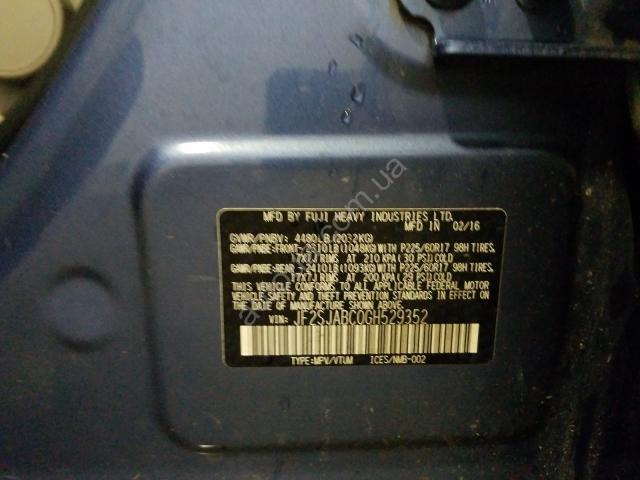 MFD BY FUJI HEAVY INDUSTRIES LTD.
MFD IN 02/16
GVWR/PNBV: 4480LB(2032KG)
GAWR/PNBE:FRONT- 2310LB(1048KG)WITH P225/60R17 98H TIRES.
17X7J RIMS AT 210 KPA(30 PSI)COLD
GAWR/PNBE:REAR -2410LB(1093KG)WITH P225/60R17 98H TIRES.
17X7J RIMS AT 200 KPA(29 PSI)COLD
THIS VEHICLE CONFORMS TO ALL APPLICABLE FEDERAL MOTOR
VEHICLE SAFETY, BUMPER, AND THEFT PREVENTION STANDARDS
IN EFFECT ON THE DATE OF MANUFACTURE SHOWN ABOVE.
VIN: JF2SJABC0GH529352
TYPE:MPV/VTUM ICES/NMB-002